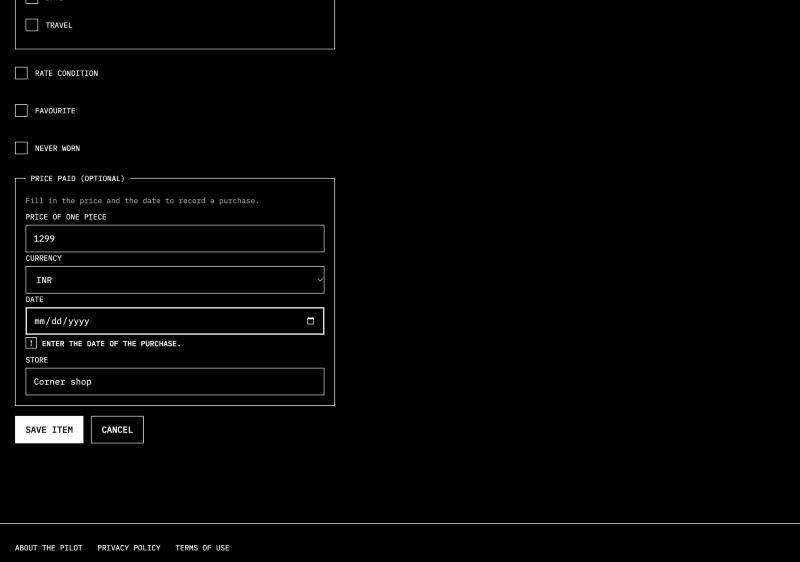 TRAVEL
RATE CONDITION
FAVOURITE
NEVER WORN
PRICE PAID (OPTIONAL)
Fill in the price and the date to record a purchase.
PRICE OF ONE PIECE
1299
CURRENCY
INR
DATE
mm/dd/yyyy
! ENTER THE DATE OF THE PURCHASE.
STORE
Corner shop
SAVE ITEM CANCEL
ABOUT THE PILOT PRIVACY POLICY TERMS OF USE